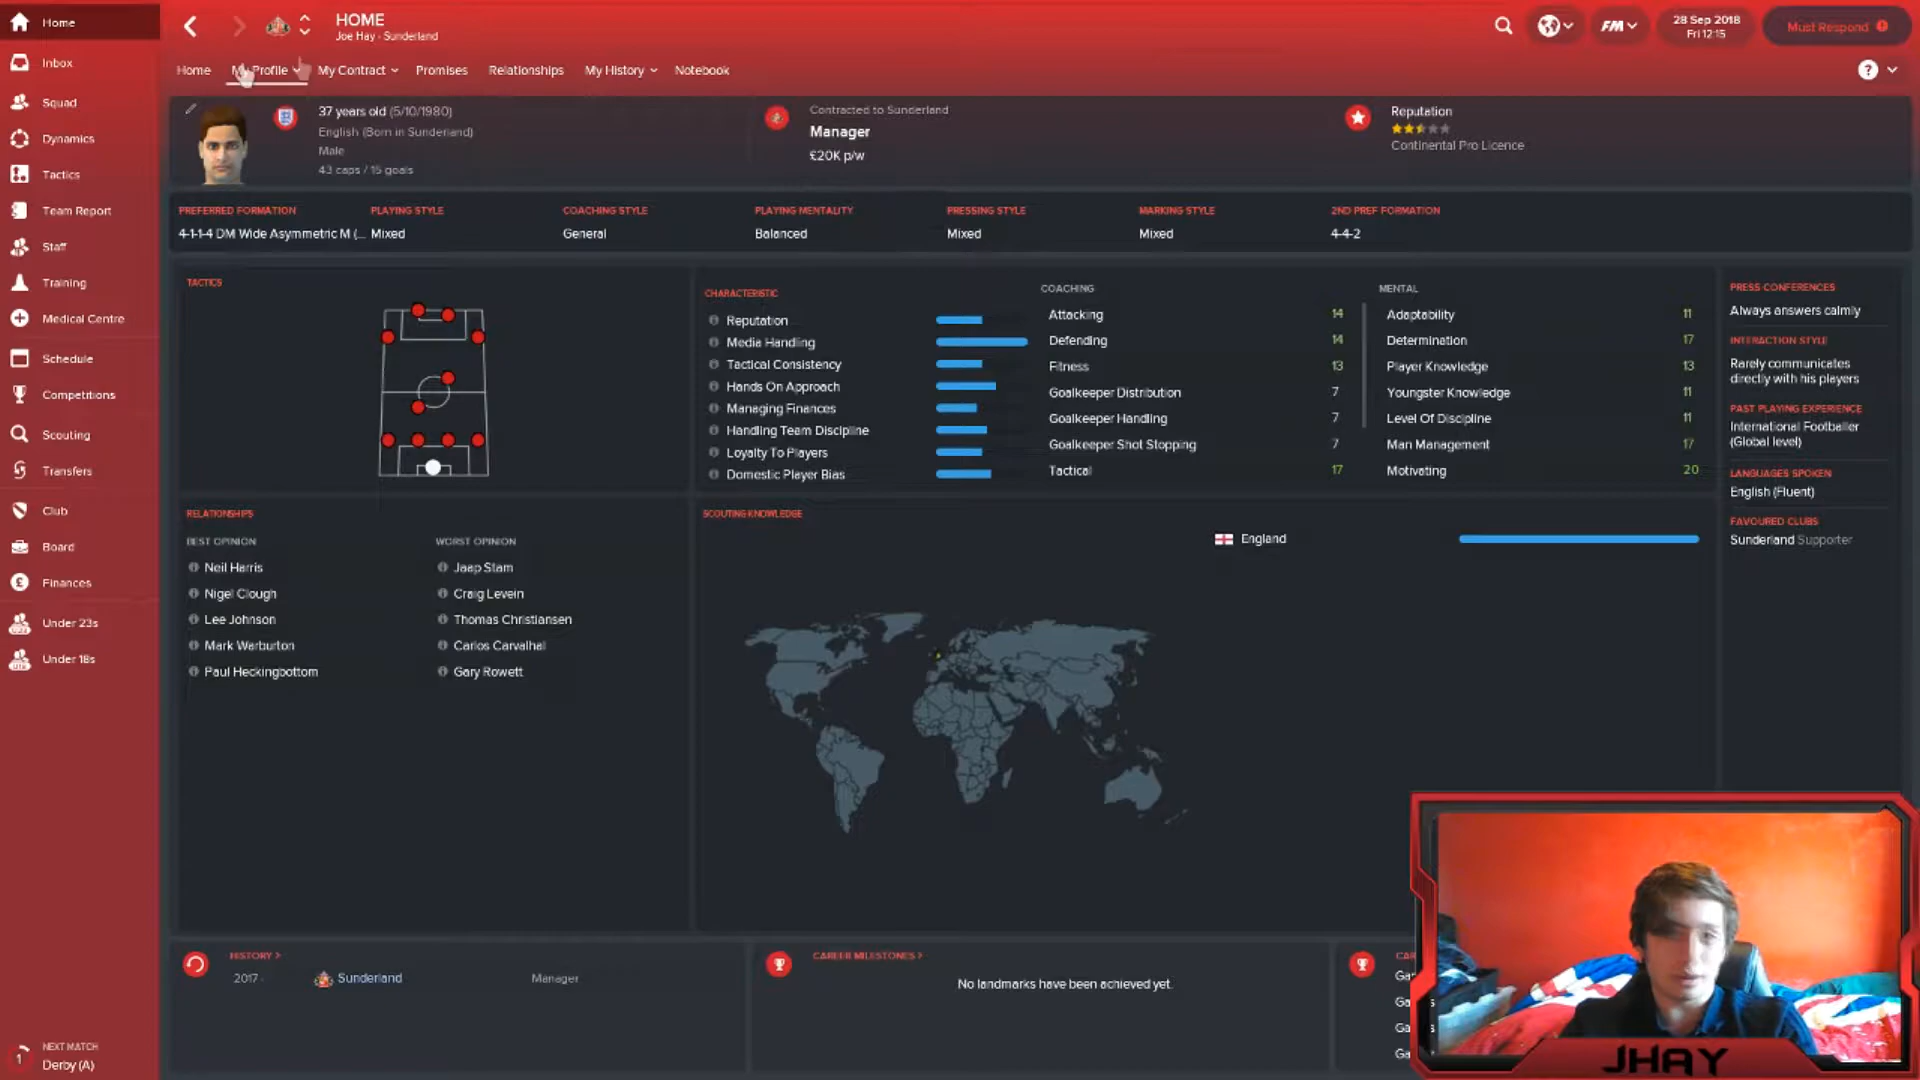 Home
HOME
Joe Hay - Sunderland
FM
28 Sep 2018
Fri 12:15
Must Respond
Inbox
Squad
Dynamics
Tactics
Team Report
Staff
Training
Medical Centre
Schedule
Competitions
Scouting
Transfers
Club
Board
Finances
Under 23s
Under 18s
NEXT MATCH
1
Derby (A)
Home
My Profile
My Contract
Promises
Relationships
My History
Notebook
?
37 years old (5/10/1980)
English (Born in Sunderland)
Male
43 caps / 15 goals
Contracted to Sunderland
Manager
£20K p/w
Reputation
Continental Pro Licence
PREFERRED FORMATION
4-1-1-4 DM Wide Asymmetric M (...
PLAYING STYLE
Mixed
COACHING STYLE
General
PLAYING MENTALITY
Balanced
PRESSING STYLE
Mixed
MARKING STYLE
Mixed
2ND PREF FORMATION
4-4-2
TACTICS
CHARACTERISTIC
Reputation
Media Handling
Tactical Consistency
Hands On Approach
Managing Finances
Handling Team Discipline
Loyalty To Players
Domestic Player Bias
COACHING
Attacking 14
Defending 14
Fitness 13
Goalkeeper Distribution 7
Goalkeeper Handling 7
Goalkeeper Shot Stopping 7
Tactical 17
MENTAL
Adaptability 11
Determination 17
Player Knowledge 13
Youngster Knowledge 11
Level Of Discipline 11
Man Management 17
Motivating 20
PRESS CONFERENCES
Always answers calmly
INTERACTION STYLE
Rarely communicates
directly with his players
PAST PLAYING EXPERIENCE
International Footballer
(Global level)
LANGUAGES SPOKEN
English (Fluent)
FAVOURED CLUBS
Sunderland Supporter
RELATIONSHIPS
BEST OPINION
Neil Harris
Nigel Clough
Lee Johnson
Mark Warburton
Paul Heckingbottom
WORST OPINION
Jaap Stam
Craig Levein
Thomas Christiansen
Carlos Carvalhal
Gary Rowett
SCOUTING KNOWLEDGE
England
HISTORY >
2017 - Sunderland Manager
CAREER MILESTONES >
No landmarks have been achieved yet.
JHAY